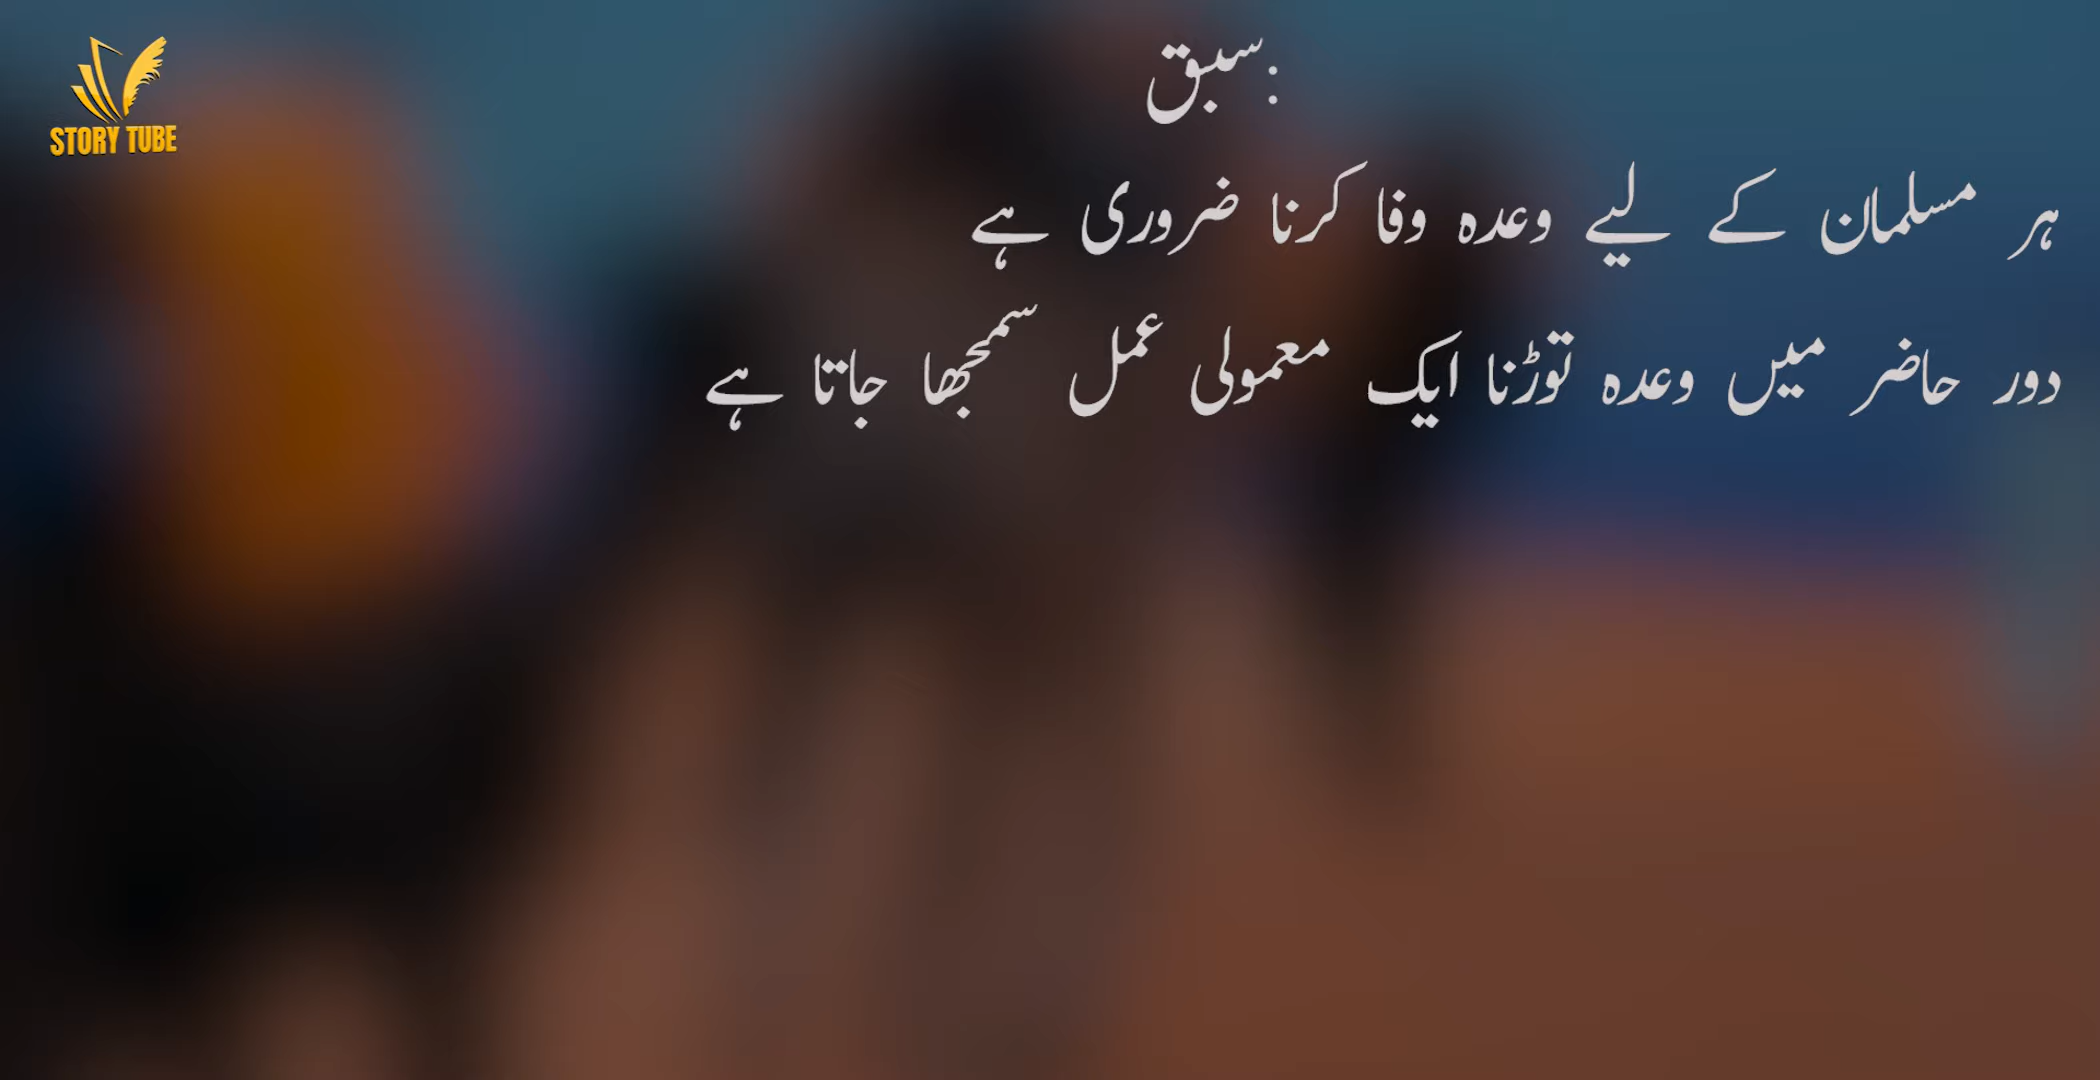 STORY TUBE
سبق:
ہر مسلمان کے لیے وعدہ وفا کرنا ضروری ہے
دور حاضر میں وعدہ توڑنا ایک معمولی عمل سمجھا جاتا ہے